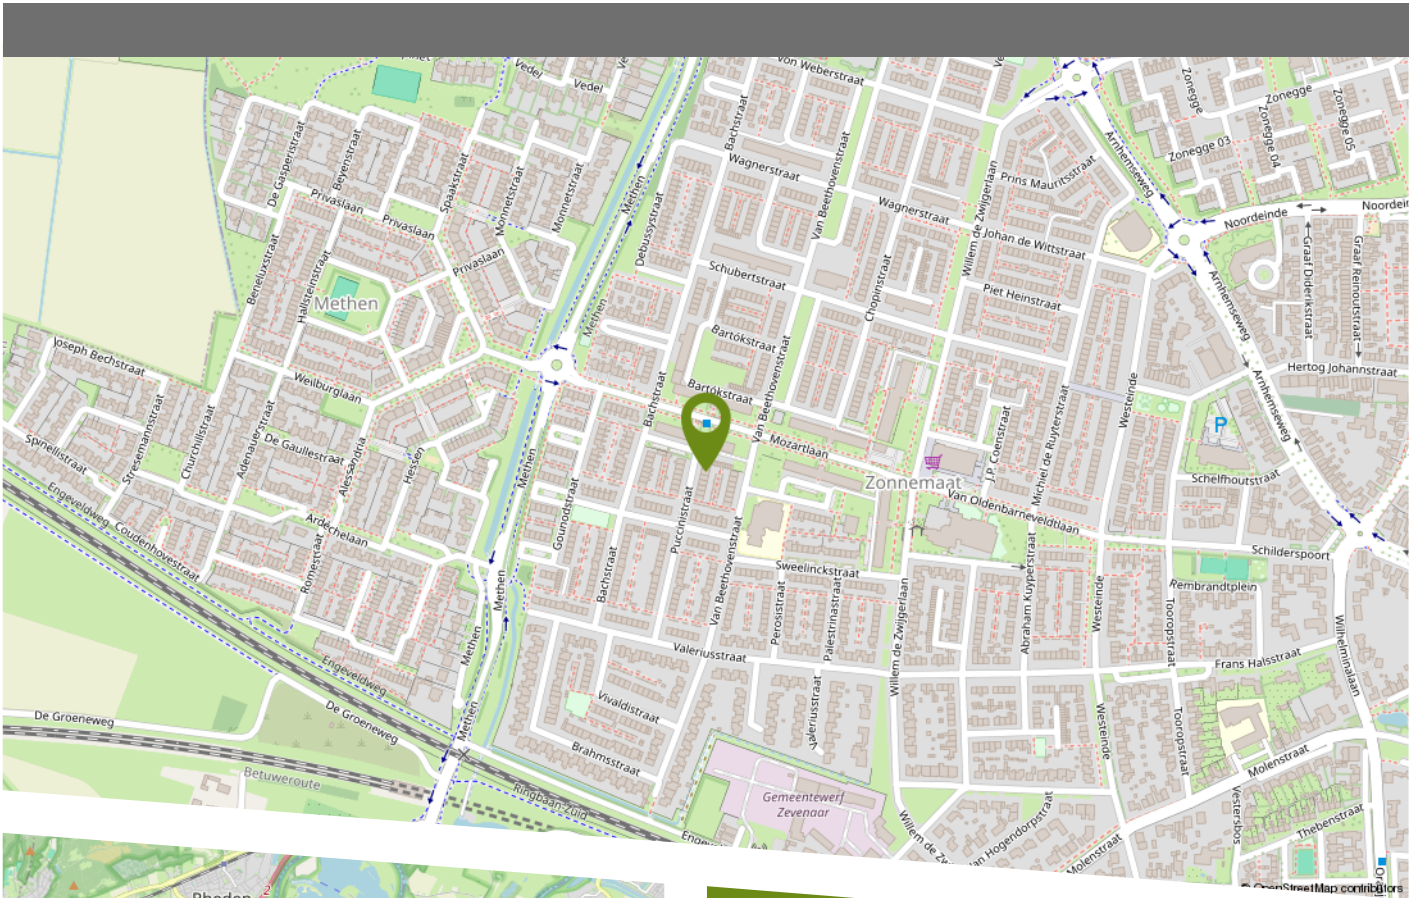 Vedel
Vedel
Von Weberstraat
Zonegge
Zonegge
Zonegge 05
Zonegge 04
Zonegge 03
Arnhemseweg
Bachstraat
Wagnerstraat
Van Beethovenstraat
Prins Mauritsstraat
De Gasperistraat
Beyenstraat
Spaakstraat
Monnetstraat
Monnetstraat
Methen
Privaslaan
Privaslaan
Privaslaan
Debussystraat
Wagnerstraat
Willem de Zwijgerlaan
Johan de Wittstraat
Noordeinde
Graaf Diderikstraat
Graaf Reinoutstraat
Beneluxstraat
Hallsteinstraat
Schubertstraat
Chopinstraat
Piet Heinstraat
Arnhemseweg
Methen
Methen
Bartókstraat
Joseph Bechstraat
Weilburglaan
Bachstraat
Bartókstraat
Van Beethovenstraat
Hertog Johannstraat
Arnhemseweg
Westeinde
Michiel de Ruyterstraat
J.P. Coenstraat
P
Spinellistraat
Stresemannstraat
Churchillstraat
Adenauerstraat
De Gaullestraat
Alessandria
Hessen
Methen
Mozartlaan
Zonnemaat
Schelfhoutstraat
Van Oldenbarneveldtlaan
Engeveldweg
Coudenhovestraat
Ardèchelaan
Romestraat
Gounodstraat
Puccinistraat
Bachstraat
Van Beethovenstraat
Sweelinckstraat
Schilderspoort
Rembrandtplein
Methen
Perosistraat
Palestrinastraat
Willem de Zwijgerlaan
Abraham Kuyperstraat
Westeinde
Tooropstraat
Wilhelminalaan
Methen
Valeriusstraat
Frans Halsstraat
Engeveldweg
Valeriusstraat
Vivaldistraat
De Groeneweg
De Groeneweg
Methen
Westeinde
Tooropstraat
Brahmsstraat
Molenstraat
Betuweroute
Ringbaan-Zuid
Gemeentewerf
Zevenaar
Vestersbos
Thebenstraat
Molenstraat
2
© OpenStreetMap contributors